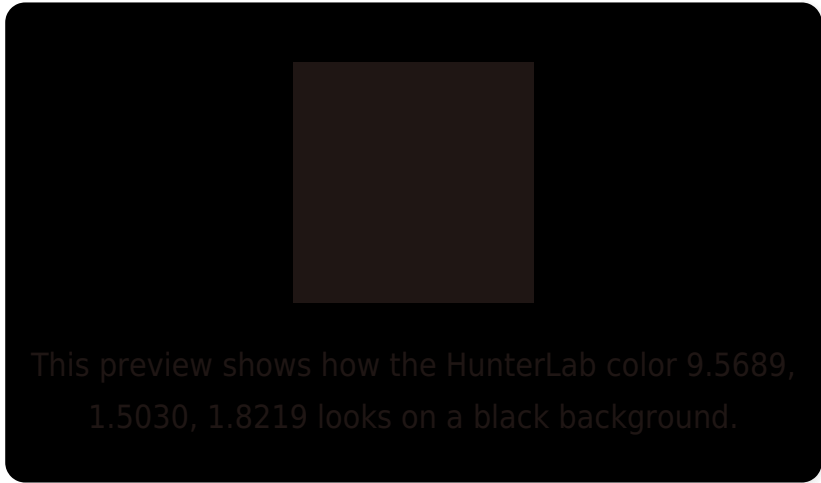 This preview shows how the HunterLab color 9.5689,
1.5030, 1.8219 looks on a black background.